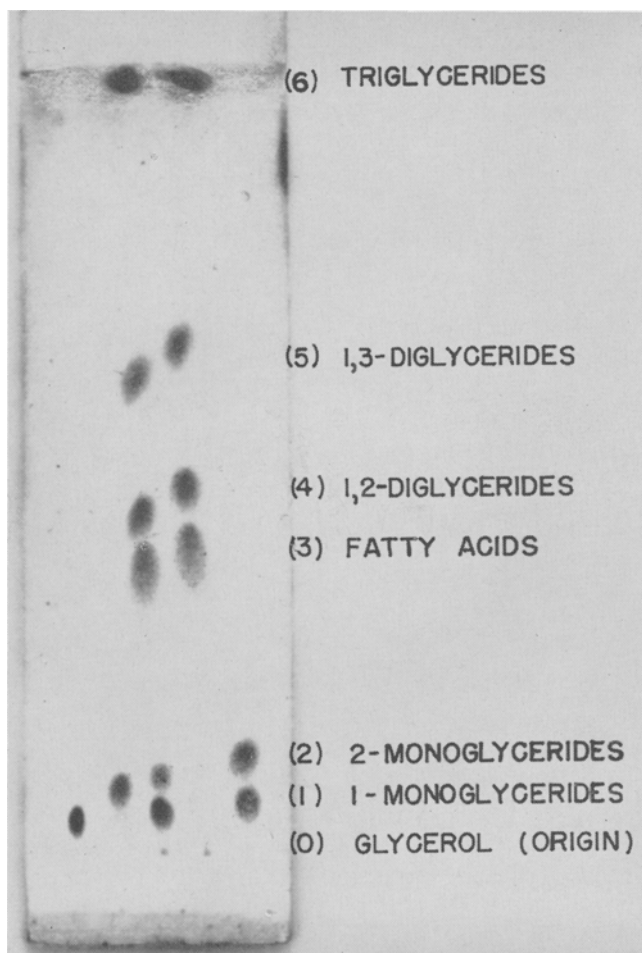 (6) TRIGLYCERIDES
(5) 1,3-DIGLYCERIDES
(4) 1,2-DIGLYCERIDES
(3) FATTY ACIDS
(2) 2-MONOGLYCERIDES
(1) 1-MONOGLYCERIDES
(0) GLYCEROL (ORIGIN)